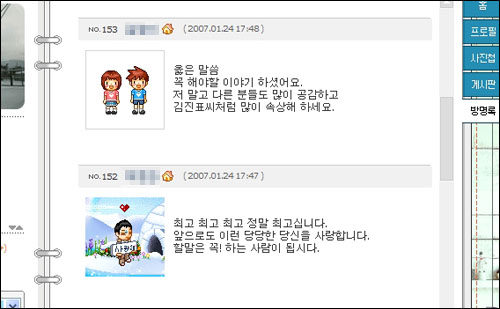 홈
프로필
사진첩
게시판
방명록
NO.153 (2007.01.24 17:48)
옳은 말씀
꼭 해야할 이야기 하셨어요.
저 말고 다른 분들도 많이 공감하고
김진표씨처럼 많이 속상해 하세요.
NO.152 (2007.01.24 17:47)
최고 최고 최고 정말 최고십니다.
앞으로도 이런 당당한 당신을 사랑합니다.
할말은 꼭! 하는 사람이 됩시다.